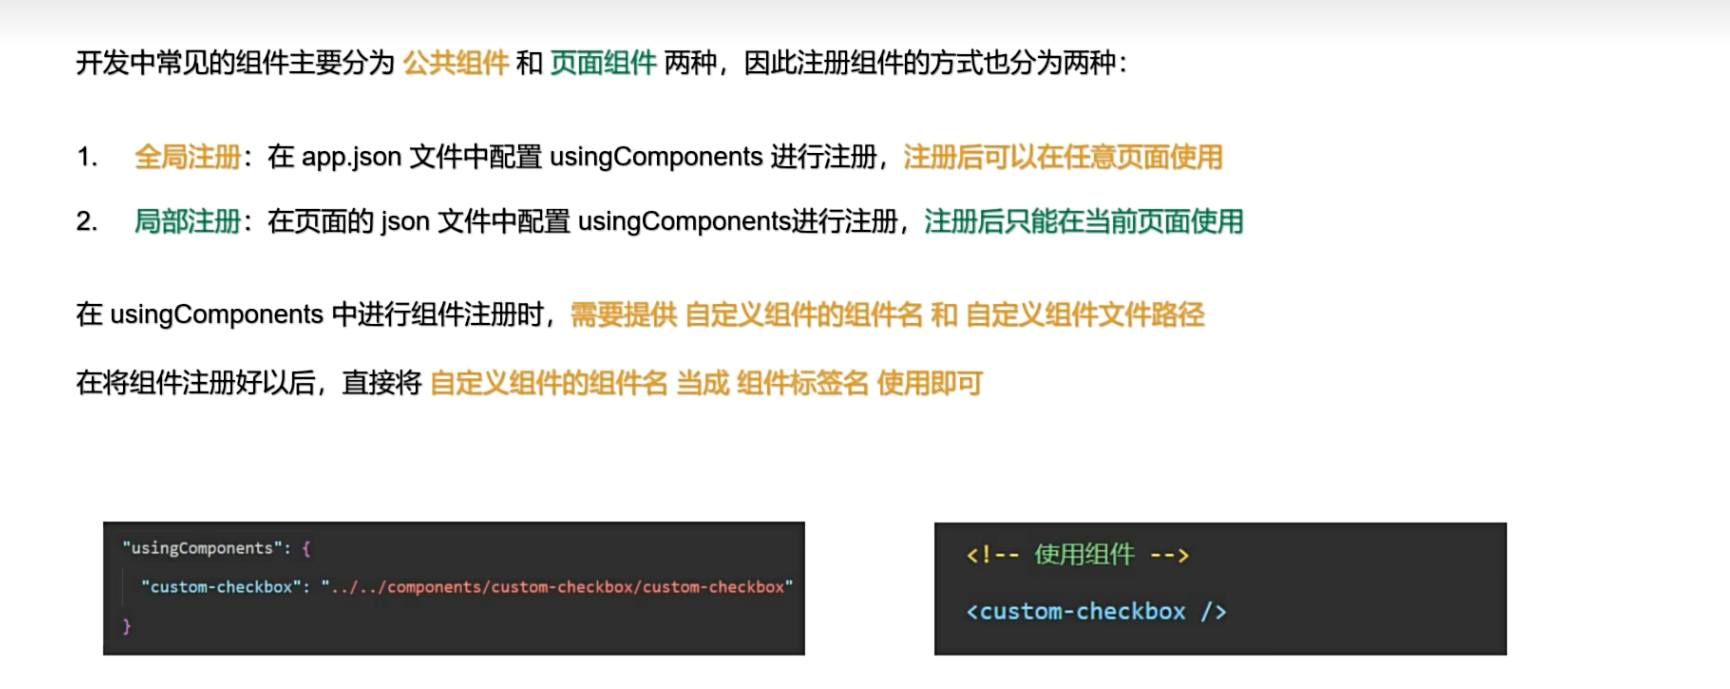 开发中常见的组件主要分为 公共组件 和 页面组件 两种，因此注册组件的方式也分为两种：
1. 全局注册：在 app.json 文件中配置 usingComponents 进行注册，注册后可以在任意页面使用
2. 局部注册：在页面的 json 文件中配置 usingComponents进行注册，注册后只能在当前页面使用
在 usingComponents 中进行组件注册时，需要提供 自定义组件的组件名 和 自定义组件文件路径
在将组件注册好以后，直接将 自定义组件的组件名 当成 组件标签名 使用即可
"usingComponents": {
"custom-checkbox": "../../components/custom-checkbox/custom-checkbox"
}
<!-- 使用组件 -->
<custom-checkbox />